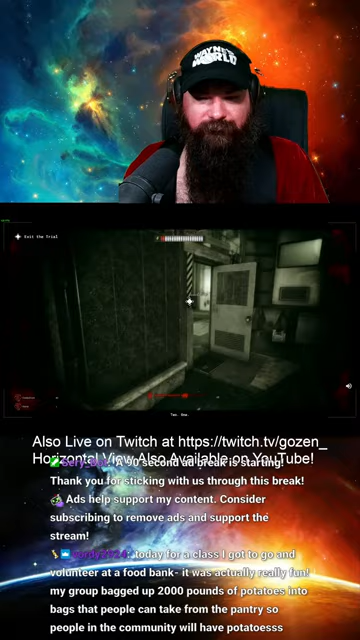 WAYNE'S
WORLD
Exit the Trial
Two. One.
Also Live on Twitch at https://twitch.tv/gozen_
Horizontal View Also Available on YouTube!
A 90 second ad break is starting!
Thank you for sticking with us through this break!
Ads help support my content. Consider
subscribing to remove ads and support the
stream!
today for a class I got to go and
volunteer at a food bank- it was actually really fun!
my group bagged up 2000 pounds of potatoes into
bags that people can take from the pantry so
people in the community will have potatoesss